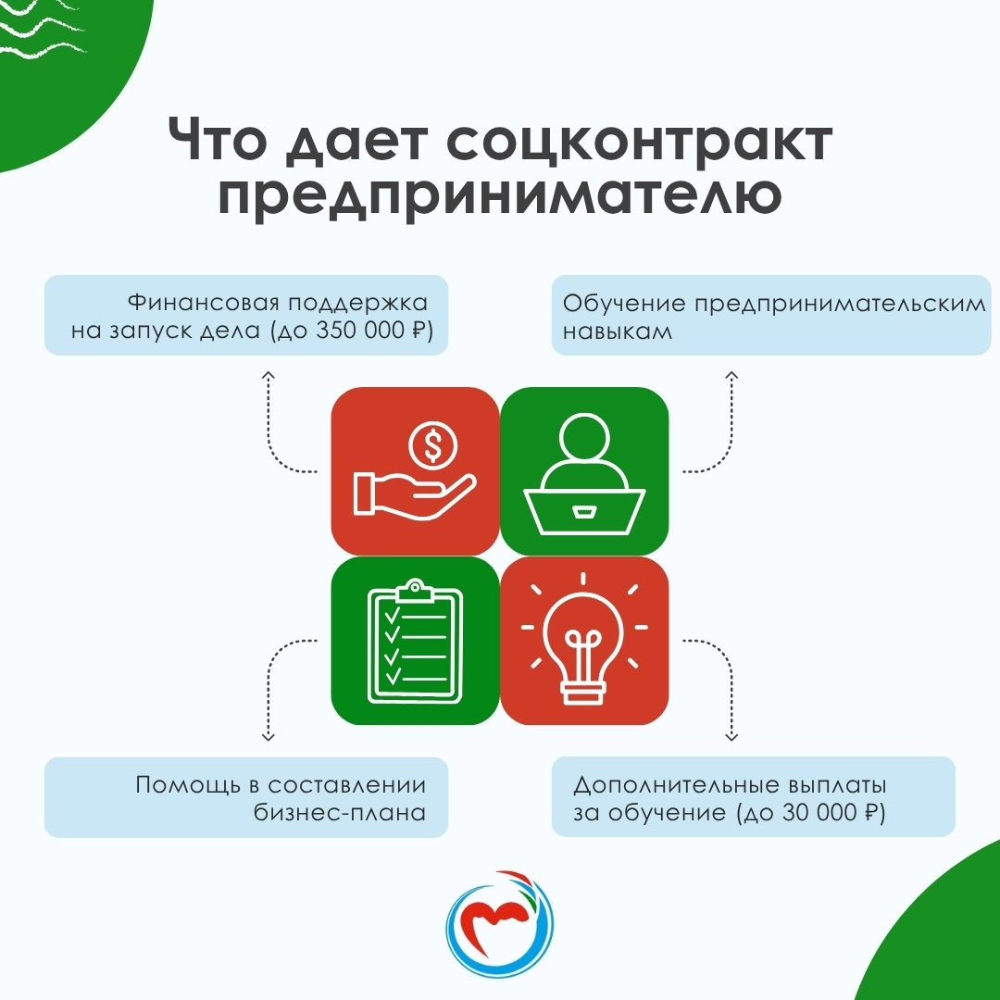 Что дает соцконтракт
предпринимателю
Финансовая поддержка
на запуск дела (до 350 000 ₽)
Обучение предпринимательским
навыкам
$
Помощь в составлении
бизнес-плана
Дополнительные выплаты
за обучение (до 30 000 ₽)